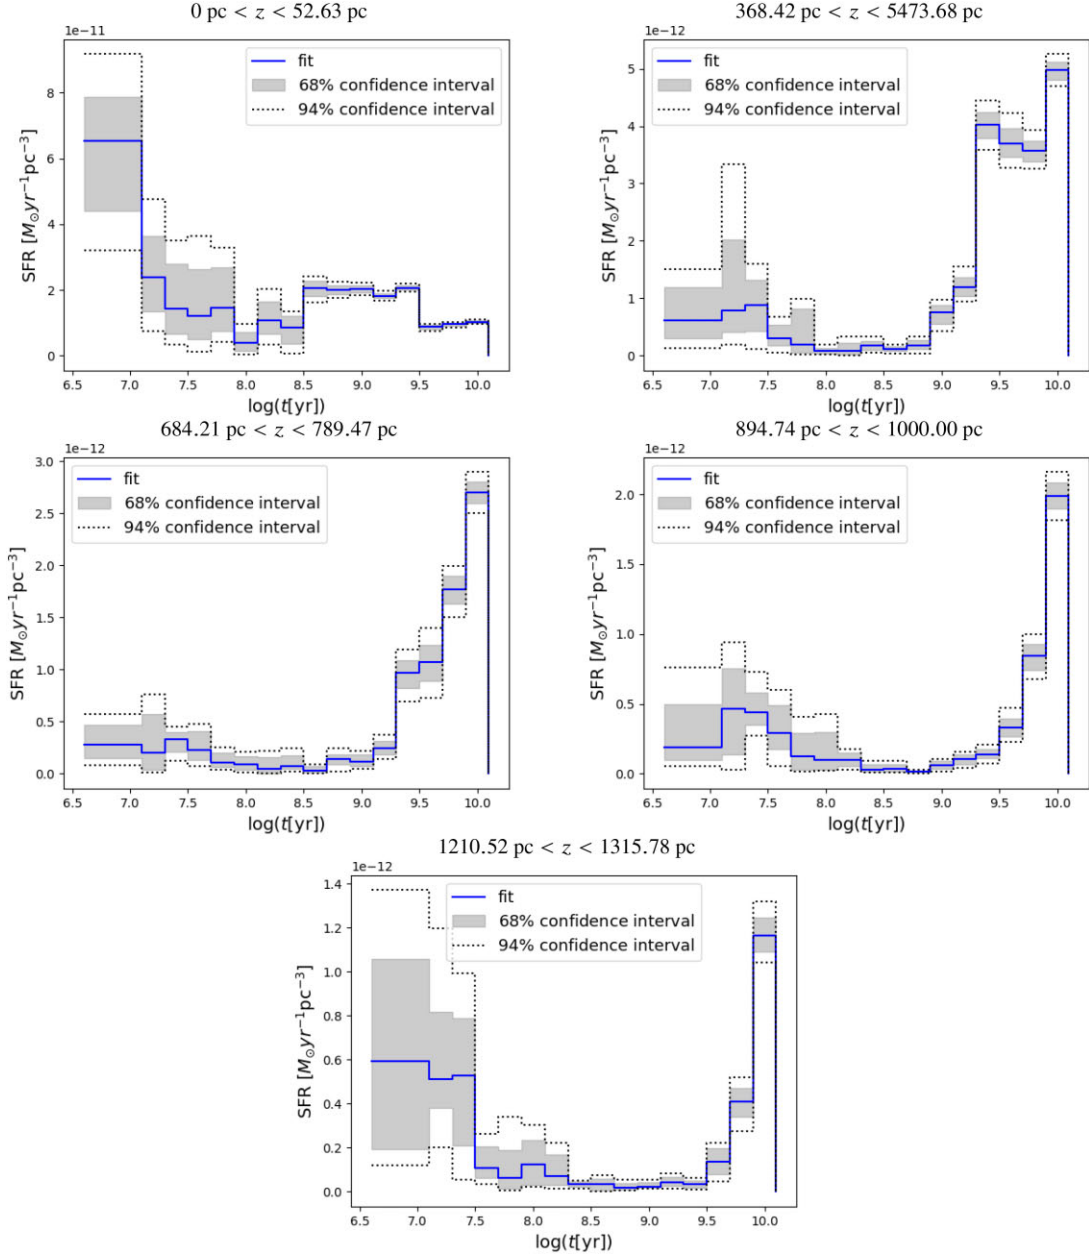 0 pc < z < 52.63 pc
1e−11
fit
68% confidence interval
94% confidence interval
8
6
4
2
0
SFR [M⊙yr−1pc−3]
6.5 7.0 7.5 8.0 8.5 9.0 9.5 10.0
log(t[yr])
368.42 pc < z < 5473.68 pc
1e−12
fit
68% confidence interval
94% confidence interval
5
4
3
2
1
0
SFR [M⊙yr−1pc−3]
6.5 7.0 7.5 8.0 8.5 9.0 9.5 10.0
log(t[yr])
684.21 pc < z < 789.47 pc
1e−12
fit
68% confidence interval
94% confidence interval
3.0
2.5
2.0
1.5
1.0
0.5
0.0
SFR [M⊙yr−1pc−3]
6.5 7.0 7.5 8.0 8.5 9.0 9.5 10.0
log(t[yr])
894.74 pc < z < 1000.00 pc
1e−12
fit
68% confidence interval
94% confidence interval
2.0
1.5
1.0
0.5
0.0
SFR [M⊙yr−1pc−3]
6.5 7.0 7.5 8.0 8.5 9.0 9.5 10.0
log(t[yr])
1210.52 pc < z < 1315.78 pc
1e−12
fit
68% confidence interval
94% confidence interval
1.4
1.2
1.0
0.8
0.6
0.4
0.2
0.0
SFR [M⊙yr−1pc−3]
6.5 7.0 7.5 8.0 8.5 9.0 9.5 10.0
log(t[yr])